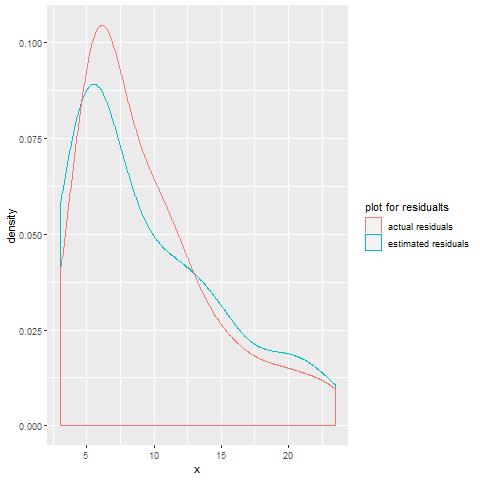 0.100
0.075
0.050
0.025
0.000
density
5 10 15 20
x
plot for residualts
actual residuals
estimated residuals